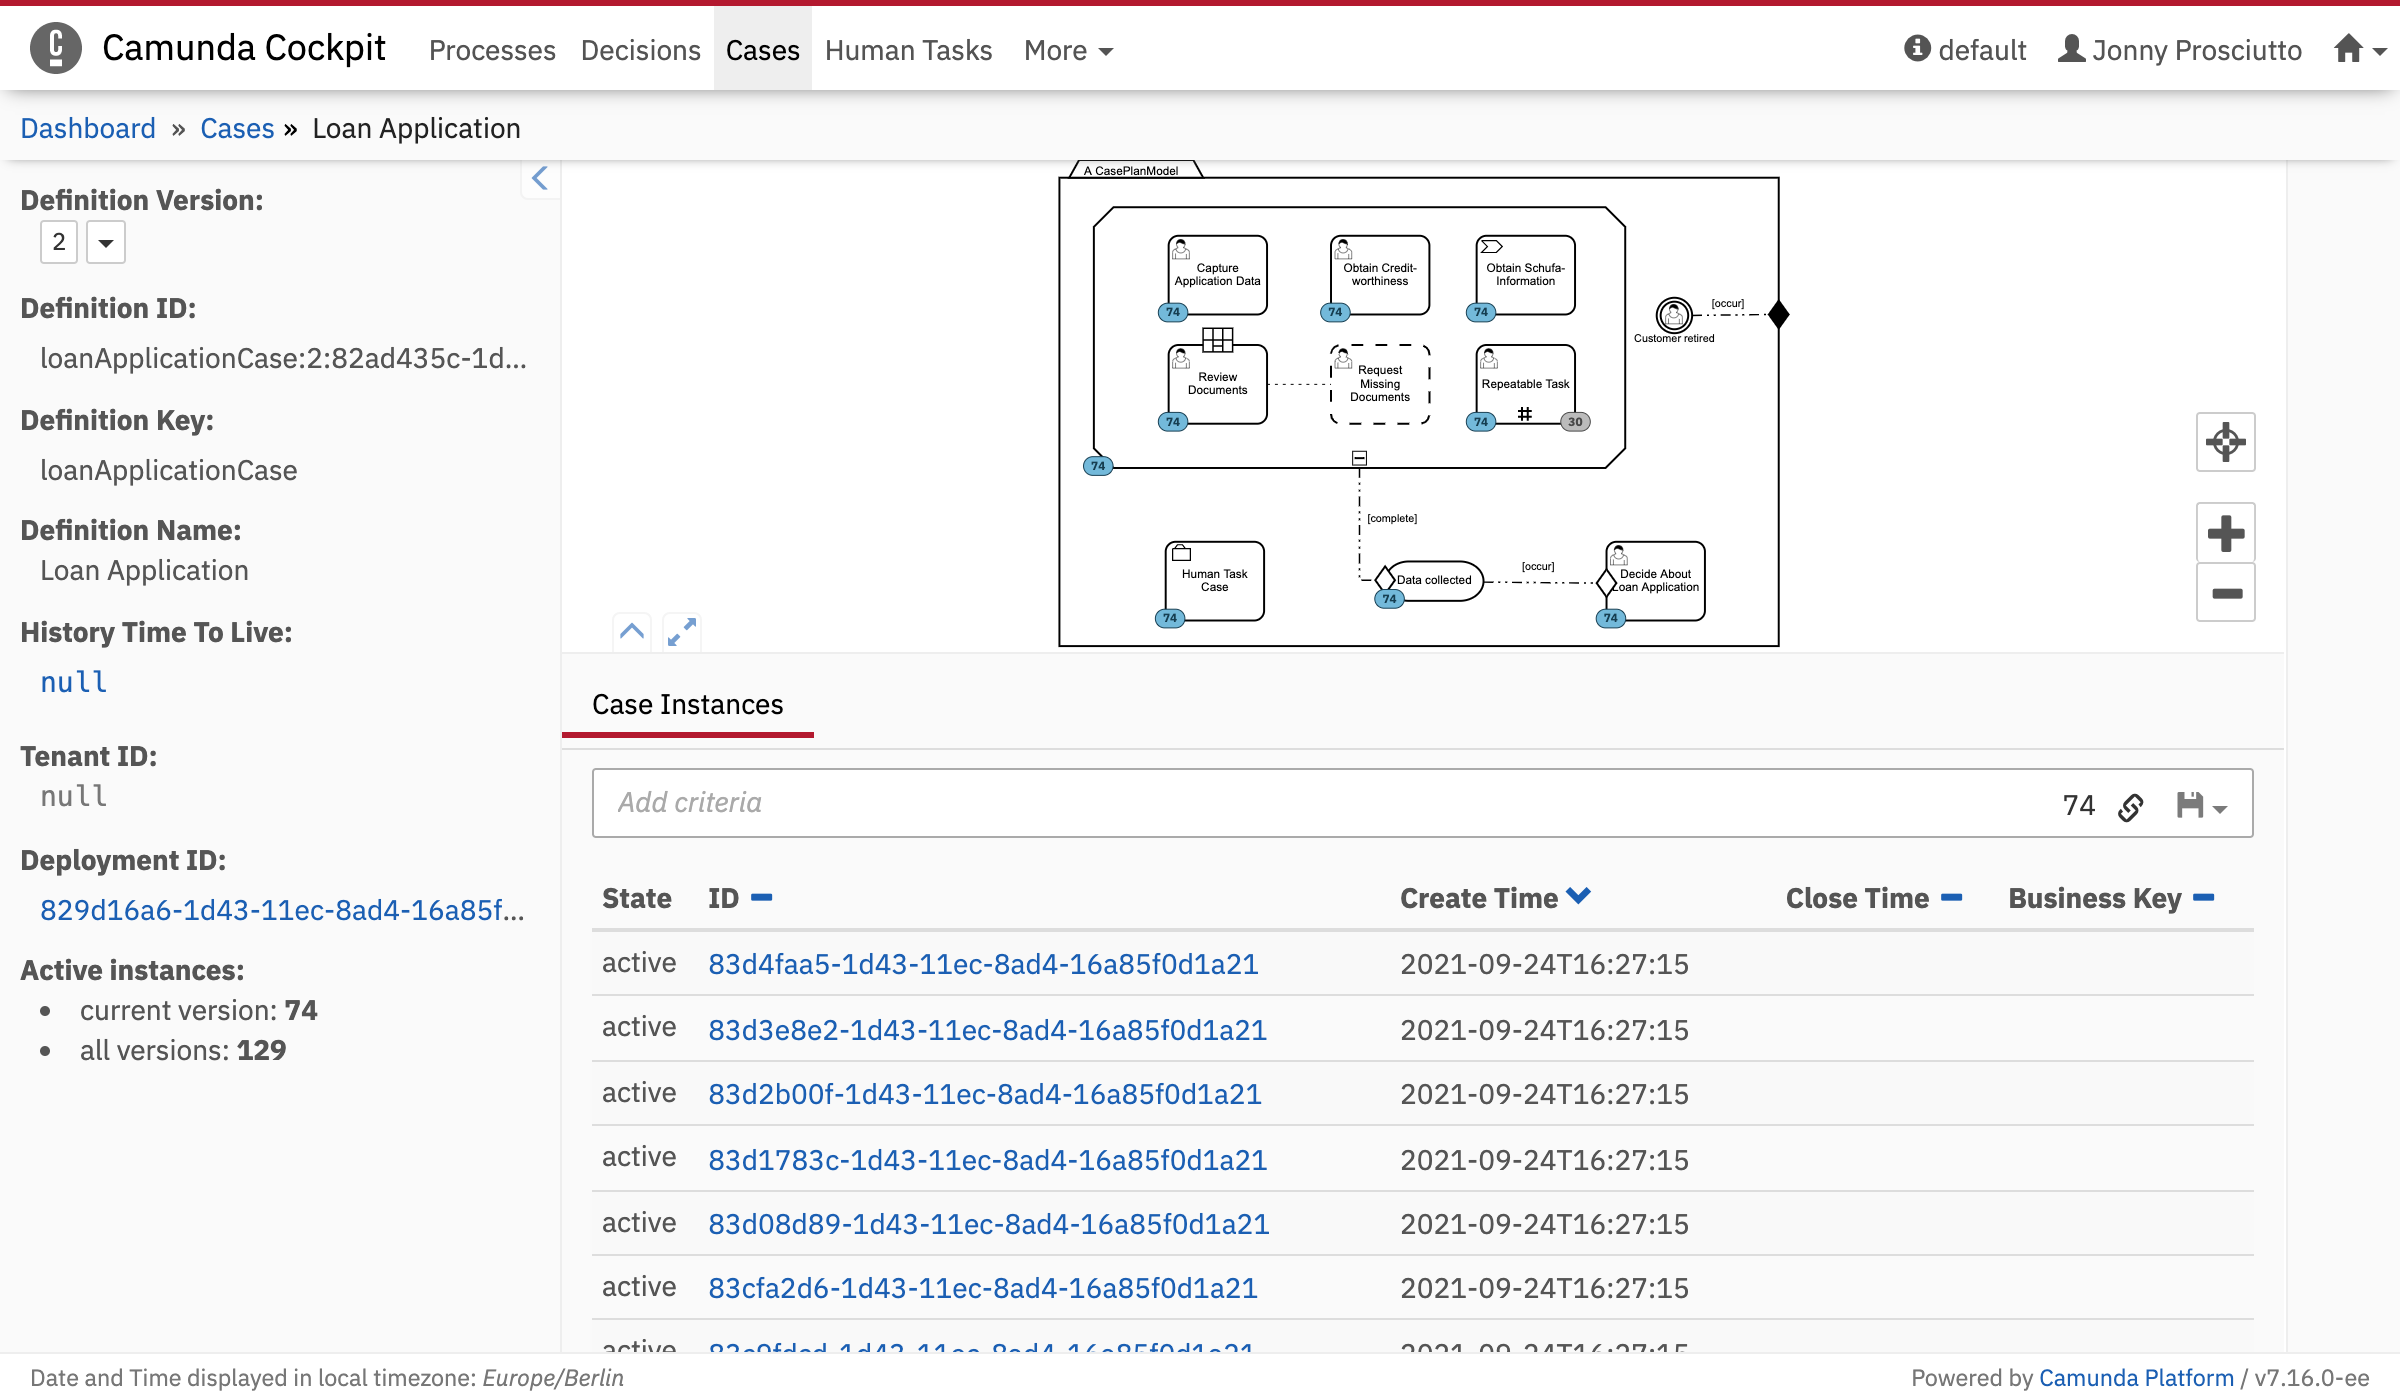 Camunda Cockpit Processes Decisions Cases Human Tasks More default Jonny Prosciutto
Dashboard » Cases » Loan Application
Definition Version:
2
Definition ID:
loanApplicationCase:2:82ad435c-1d...
Definition Key:
loanApplicationCase
Definition Name:
Loan Application
History Time To Live:
null
Tenant ID:
null
Deployment ID:
829d16a6-1d43-11ec-8ad4-16a85f...
Active instances:
current version: 74
all versions: 129
A CasePlanModel
Capture
Application Data
74
Obtain Credit-
worthiness
74
Obtain Schufa-
Information
74
[occur]
Customer retired
Review
Documents
74
Request
Missing
Documents
Repeatable Task
74
30
74
[complete]
Human Task
Case
74
Data collected
74
[occur]
Decide About
Loan Application
74
Case Instances
Add criteria 74
State ID Create Time Close Time Business Key
active 83d4faa5-1d43-11ec-8ad4-16a85f0d1a21 2021-09-24T16:27:15
active 83d3e8e2-1d43-11ec-8ad4-16a85f0d1a21 2021-09-24T16:27:15
active 83d2b00f-1d43-11ec-8ad4-16a85f0d1a21 2021-09-24T16:27:15
active 83d1783c-1d43-11ec-8ad4-16a85f0d1a21 2021-09-24T16:27:15
active 83d08d89-1d43-11ec-8ad4-16a85f0d1a21 2021-09-24T16:27:15
active 83cfa2d6-1d43-11ec-8ad4-16a85f0d1a21 2021-09-24T16:27:15
active 2021-09-24T16:27:15
Date and Time displayed in local timezone: Europe/Berlin
Powered by Camunda Platform / v7.16.0-ee